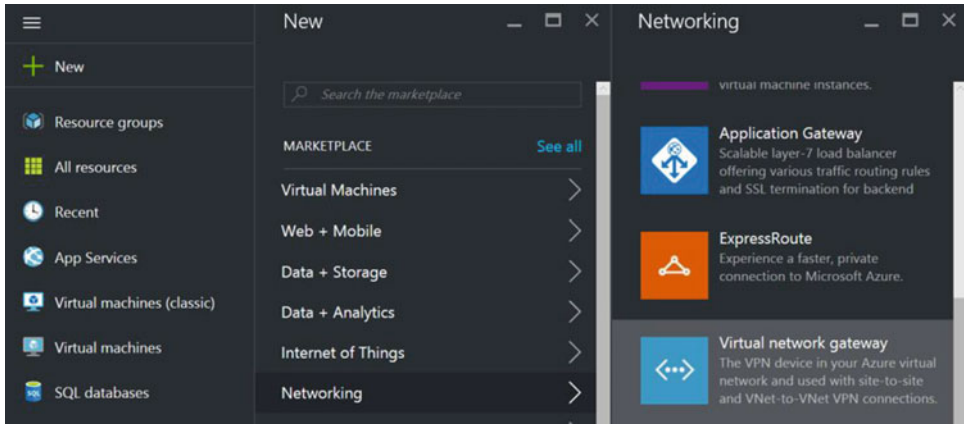 New
Resource groups
All resources
Recent
App Services
Virtual machines (classic)
Virtual machines
SQL databases
New
Search the marketplace
MARKETPLACE
See all
Virtual Machines
Web + Mobile
Data + Storage
Data + Analytics
Internet of Things
Networking
Networking
virtual machine instances.
Application Gateway
Scalable layer-7 load balancer
offering various traffic routing rules
and SSL termination for backend
ExpressRoute
Experience a faster, private
connection to Microsoft Azure.
Virtual network gateway
The VPN device in your Azure virtual
network and used with site-to-site
and VNet-to-VNet VPN connections.